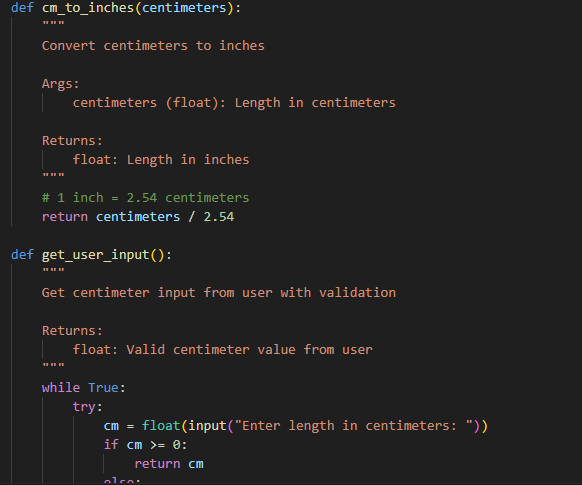 def cm_to_inches(centimeters):
    """
    Convert centimeters to inches

    Args:
        centimeters (float): Length in centimeters

    Returns:
        float: Length in inches
    """
    # 1 inch = 2.54 centimeters
    return centimeters / 2.54

def get_user_input():
    """
    Get centimeter input from user with validation

    Returns:
        float: Valid centimeter value from user
    """
    while True:
        try:
            cm = float(input("Enter length in centimeters: "))
            if cm >= 0:
                return cm
            else: